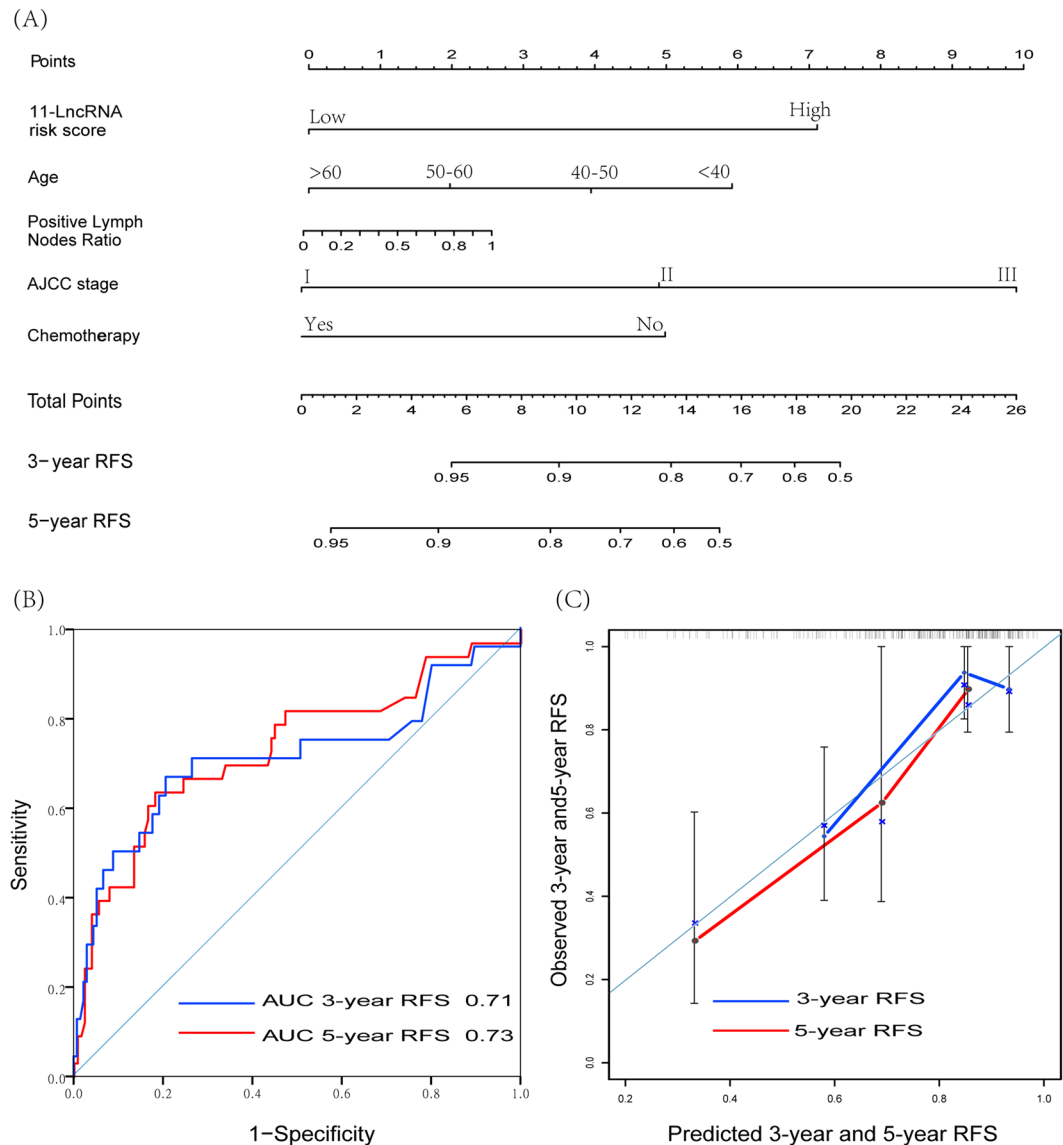 (A)
Points
0 1 2 3 4 5 6 7 8 9 10
11-LncRNA
risk score
Low High
Age
>60 50-60 40-50 <40
Positive Lymph
Nodes Ratio
0 0.2 0.5 0.8 1
AJCC stage
I II III
Chemotherapy
Yes No
Total Points
0 2 4 6 8 10 12 14 16 18 20 22 24 26
3-year RFS
0.95 0.9 0.8 0.7 0.6 0.5
5-year RFS
0.95 0.9 0.8 0.7 0.6 0.5
(B)
Sensitivity
1.0
0.8
0.6
0.4
0.2
0.0
AUC 3-year RFS 0.71
AUC 5-year RFS 0.73
0.0 0.2 0.4 0.6 0.8 1.0
1-Specificity
(C)
Observed 3-year and5-year RFS
1.0
0.8
0.6
0.4
0.2
0.0
3-year RFS
5-year RFS
0.2 0.4 0.6 0.8 1.0
Predicted 3-year and 5-year RFS